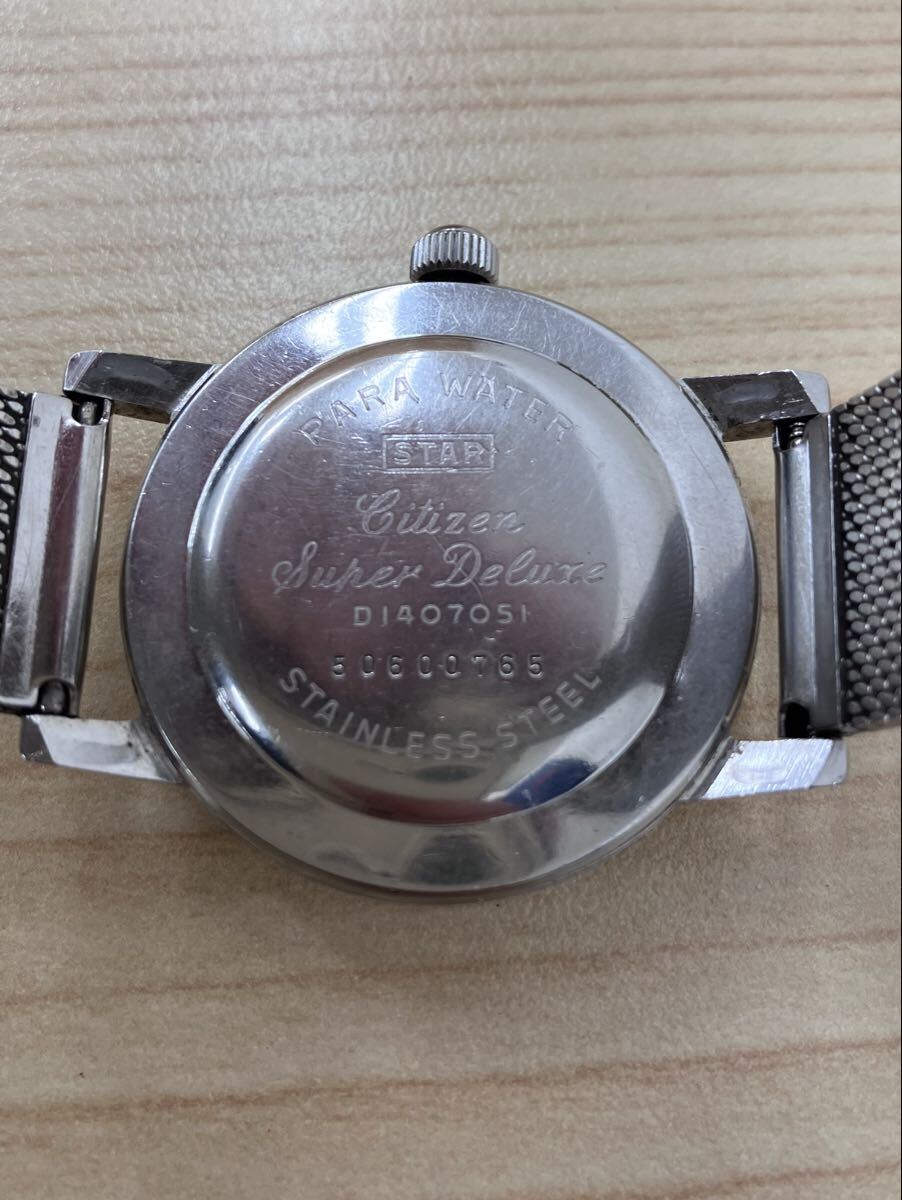 PARA WATER
STAR
Citizen
Super Deluxe
D1407051
50600765
STAINLESS STEEL